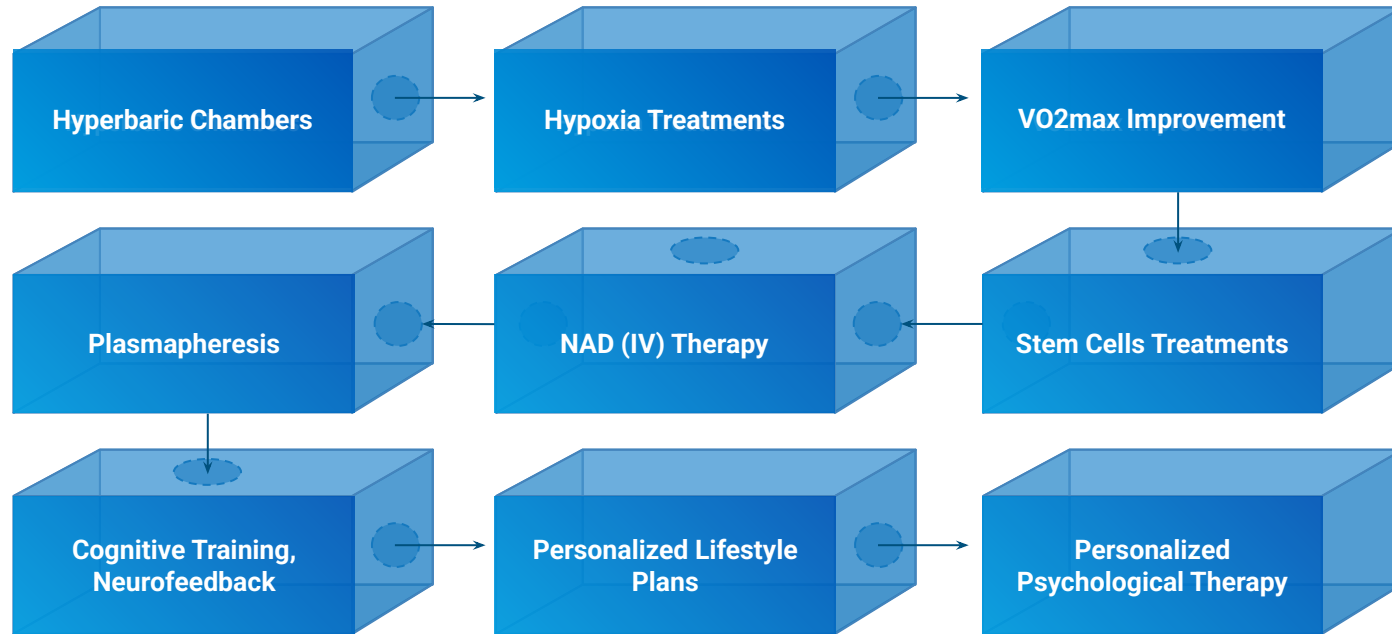 Hyperbaric Chambers
Hypoxia Treatments
VO2max Improvement
Plasmapheresis
NAD (IV) Therapy
Stem Cells Treatments
Cognitive Training,
Neurofeedback
Personalized Lifestyle
Plans
Personalized
Psychological Therapy